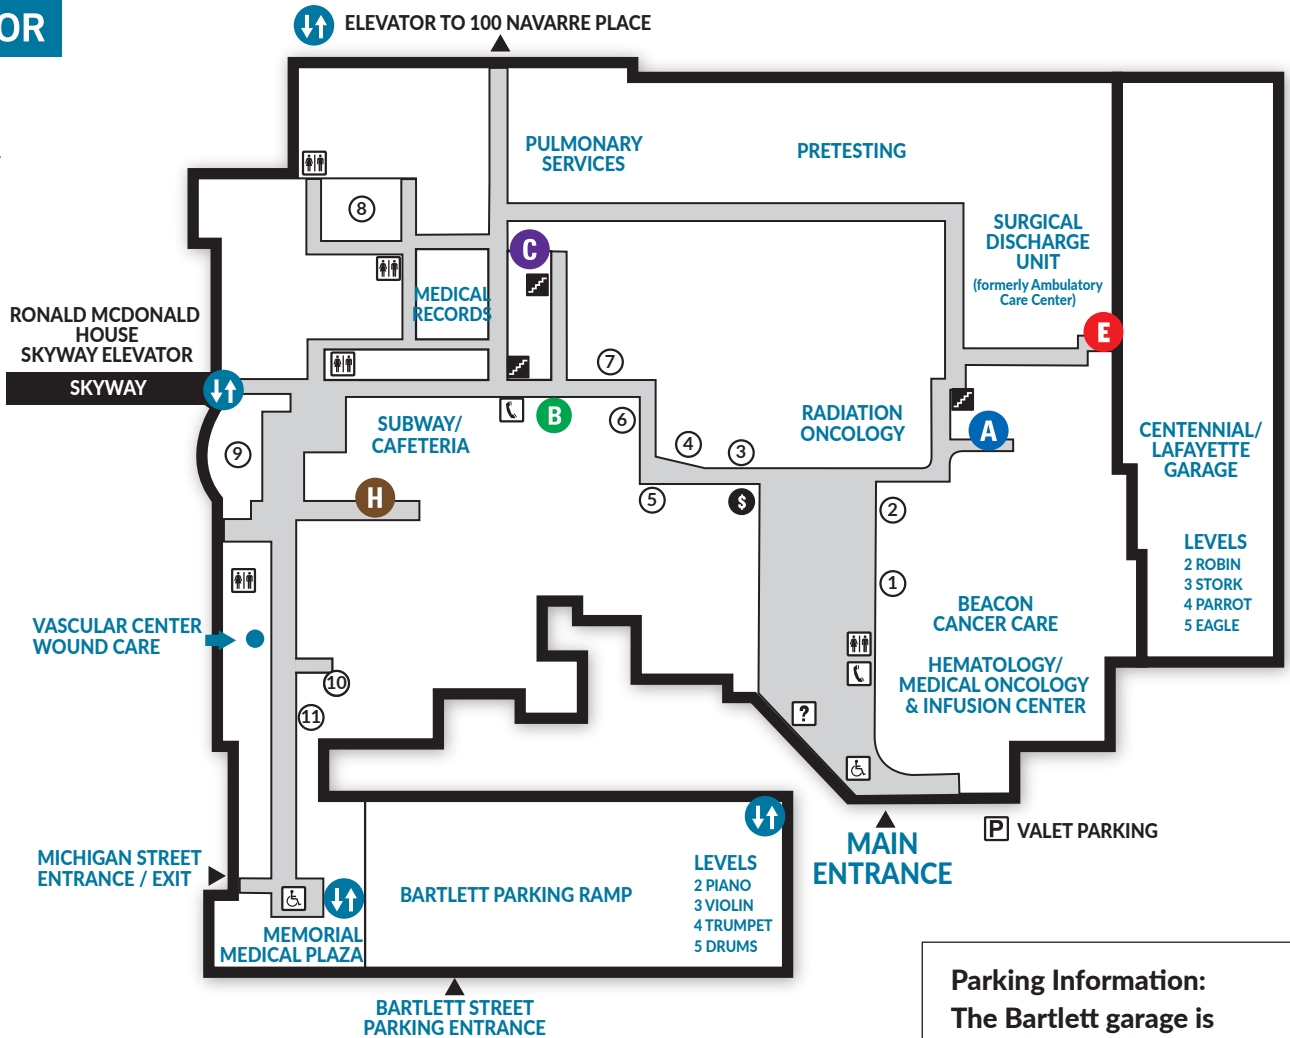 OR
ELEVATOR TO 100 NAVARRE PLACE
PULMONARY
SERVICES
PRETESTING
8
SURGICAL
DISCHARGE
UNIT
(formerly Ambulatory
Care Center)
C
MEDICAL
RECORDS
E
RONALD MCDONALD
HOUSE
SKYWAY ELEVATOR
SKYWAY
7
B
6
SUBWAY/
CAFETERIA
RADIATION
ONCOLOGY
A
4
3
9
CENTENNIAL/
LAFAYETTE
GARAGE
H
5
$
2
LEVELS
2 ROBIN
3 STORK
4 PARROT
5 EAGLE
1
BEACON
CANCER CARE
HEMATOLOGY/
MEDICAL ONCOLOGY
& INFUSION CENTER
VASCULAR CENTER
WOUND CARE
10
11
?
P VALET PARKING
MAIN
ENTRANCE
MICHIGAN STREET
ENTRANCE / EXIT
BARTLETT PARKING RAMP
LEVELS
2 PIANO
3 VIOLIN
4 TRUMPET
5 DRUMS
MEMORIAL
MEDICAL PLAZA
BARTLETT STREET
PARKING ENTRANCE
Parking Information:
The Bartlett garage is